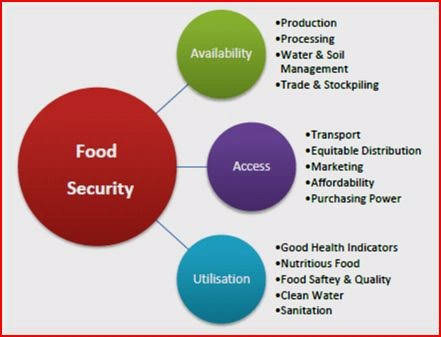 Food
Security
Availability
•Production
•Processing
•Water & Soil
Management
•Trade & Stockpiling
Access
•Transport
•Equitable Distribution
•Marketing
•Affordability
•Purchasing Power
Utilisation
•Good Health Indicators
•Nutritious Food
•Food Saftey & Quality
•Clean Water
•Sanitation